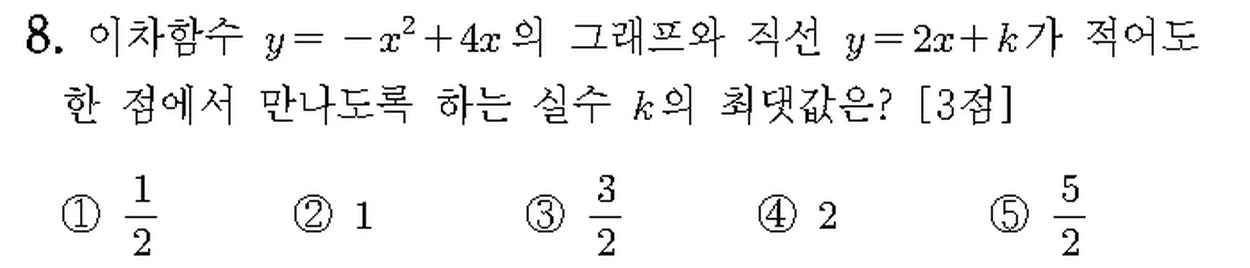 8. 이차함수 y = −x² + 4x의 그래프와 직선 y = 2x + k가 적어도
한 점에서 만나도록 하는 실수 k의 최댓값은? [3점]
① 1/2 ② 1 ③ 3/2 ④ 2 ⑤ 5/2